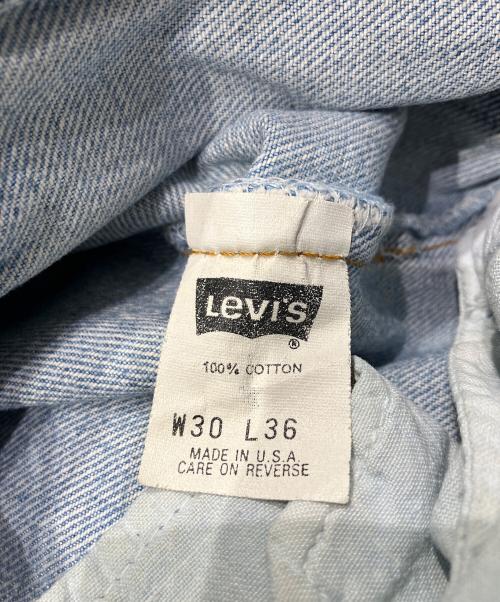 Levi's
®
100% COTTON
W30 L36
MADE IN U.S.A.
CARE ON REVERSE